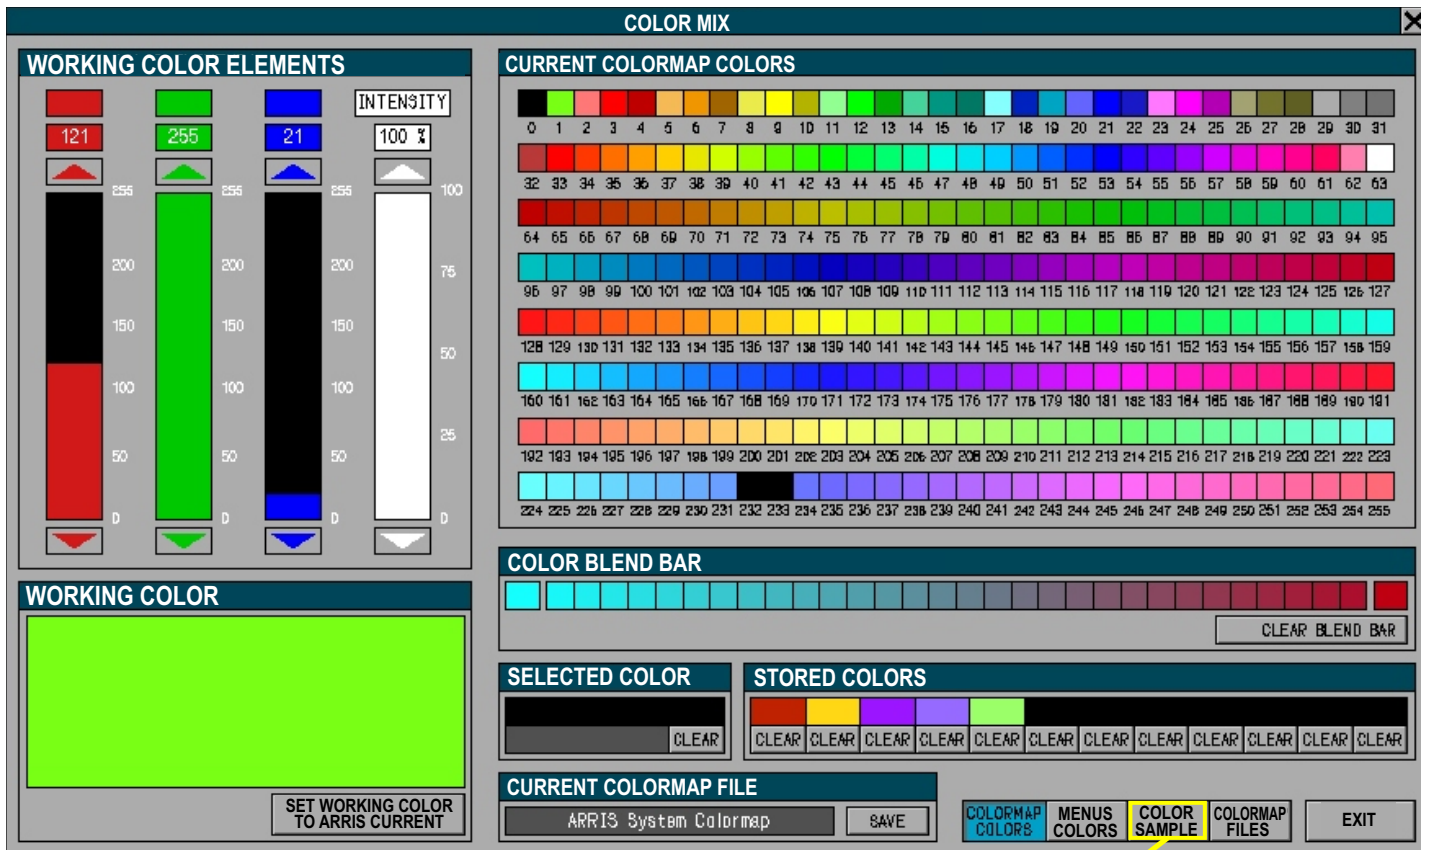 COLOR MIX
WORKING COLOR ELEMENTS
INTENSITY
121 255 21 100 %
255 255 255 100
200 200 200 75
150 150 150
50
100 100 100
25
50 50 50
0 0 0 0
WORKING COLOR
SET WORKING COLOR
TO ARRIS CURRENT
CURRENT COLORMAP COLORS
0 1 2 3 4 5 6 7 8 9 10 11 12 13 14 15 16 17 18 19 20 21 22 23 24 25 26 27 28 29 30 31
32 33 34 35 36 37 38 39 40 41 42 43 44 45 46 47 48 49 50 51 52 53 54 55 56 57 58 59 60 61 62 63
64 65 66 67 68 69 70 71 72 73 74 75 76 77 78 79 80 81 82 83 84 85 86 87 88 89 90 91 92 93 94 95
96 97 98 99 100 101 102 103 104 105 106 107 108 109 110 111 112 113 114 115 116 117 118 119 120 121 122 123 124 125 126 127
128 129 130 131 132 133 134 135 136 137 138 139 140 141 142 143 144 145 146 147 148 149 150 151 152 153 154 155 156 157 158 159
160 161 162 163 164 165 166 167 168 169 170 171 172 173 174 175 176 177 178 179 180 181 182 183 184 185 186 187 188 189 190 191
192 193 194 195 196 197 198 199 200 201 202 203 204 205 206 207 208 209 210 211 212 213 214 215 216 217 218 219 220 221 222 223
224 225 226 227 228 229 230 231 232 233 234 235 236 237 238 239 240 241 242 243 244 245 246 247 248 249 250 251 252 253 254 255
COLOR BLEND BAR
CLEAR BLEND BAR
SELECTED COLOR
CLEAR
STORED COLORS
CLEAR CLEAR CLEAR CLEAR CLEAR CLEAR CLEAR CLEAR CLEAR CLEAR CLEAR CLEAR
CURRENT COLORMAP FILE
ARRIS System Colormap SAVE
COLORMAP
COLORS
MENUS
COLORS
COLOR
SAMPLE
COLORMAP
FILES
EXIT